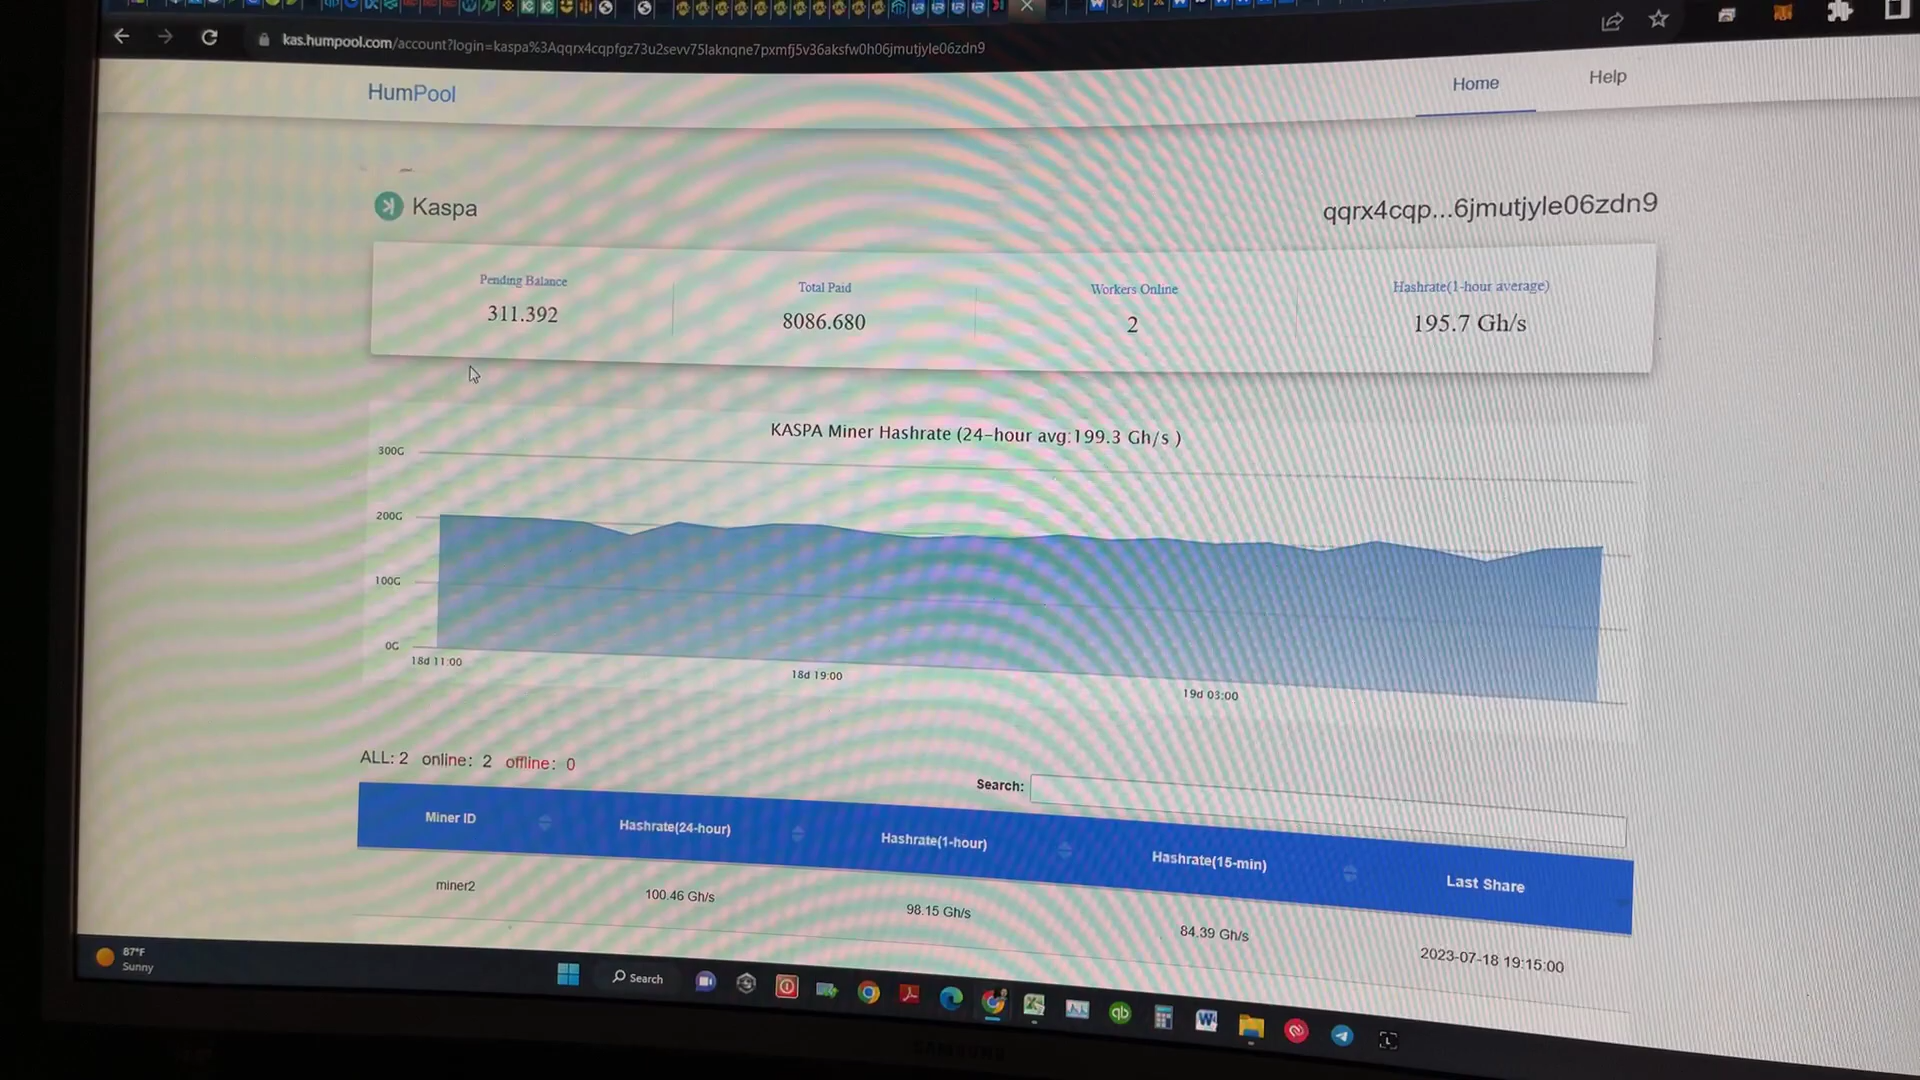 kas.humpool.com/account?login=kaspa%3Aqqrx4cqpfgz73u2sevv75laknqne7pxmfj5v36aksfw0h06jmutjyle06zdn9
HumPool
Home
Help
Kaspa
qqrx4cqp...6jmutjyle06zdn9
Pending Balance
Total Paid
Workers Online
Hashrate(1-hour average)
311.392
8086.680
2
195.7 Gh/s
KASPA Miner Hashrate (24-hour avg:199.3 Gh/s )
300G
200G
100G
0G
18d 11:00
18d 19:00
19d 03:00
ALL: 2 online: 2 offline: 0
Search:
Miner ID
Hashrate(24-hour)
Hashrate(1-hour)
Hashrate(15-min)
Last Share
miner2
100.46 Gh/s
98.15 Gh/s
84.39 Gh/s
2023-07-18 19:15:00
87°F
Sunny
Search
qb
W
SAMSUNG